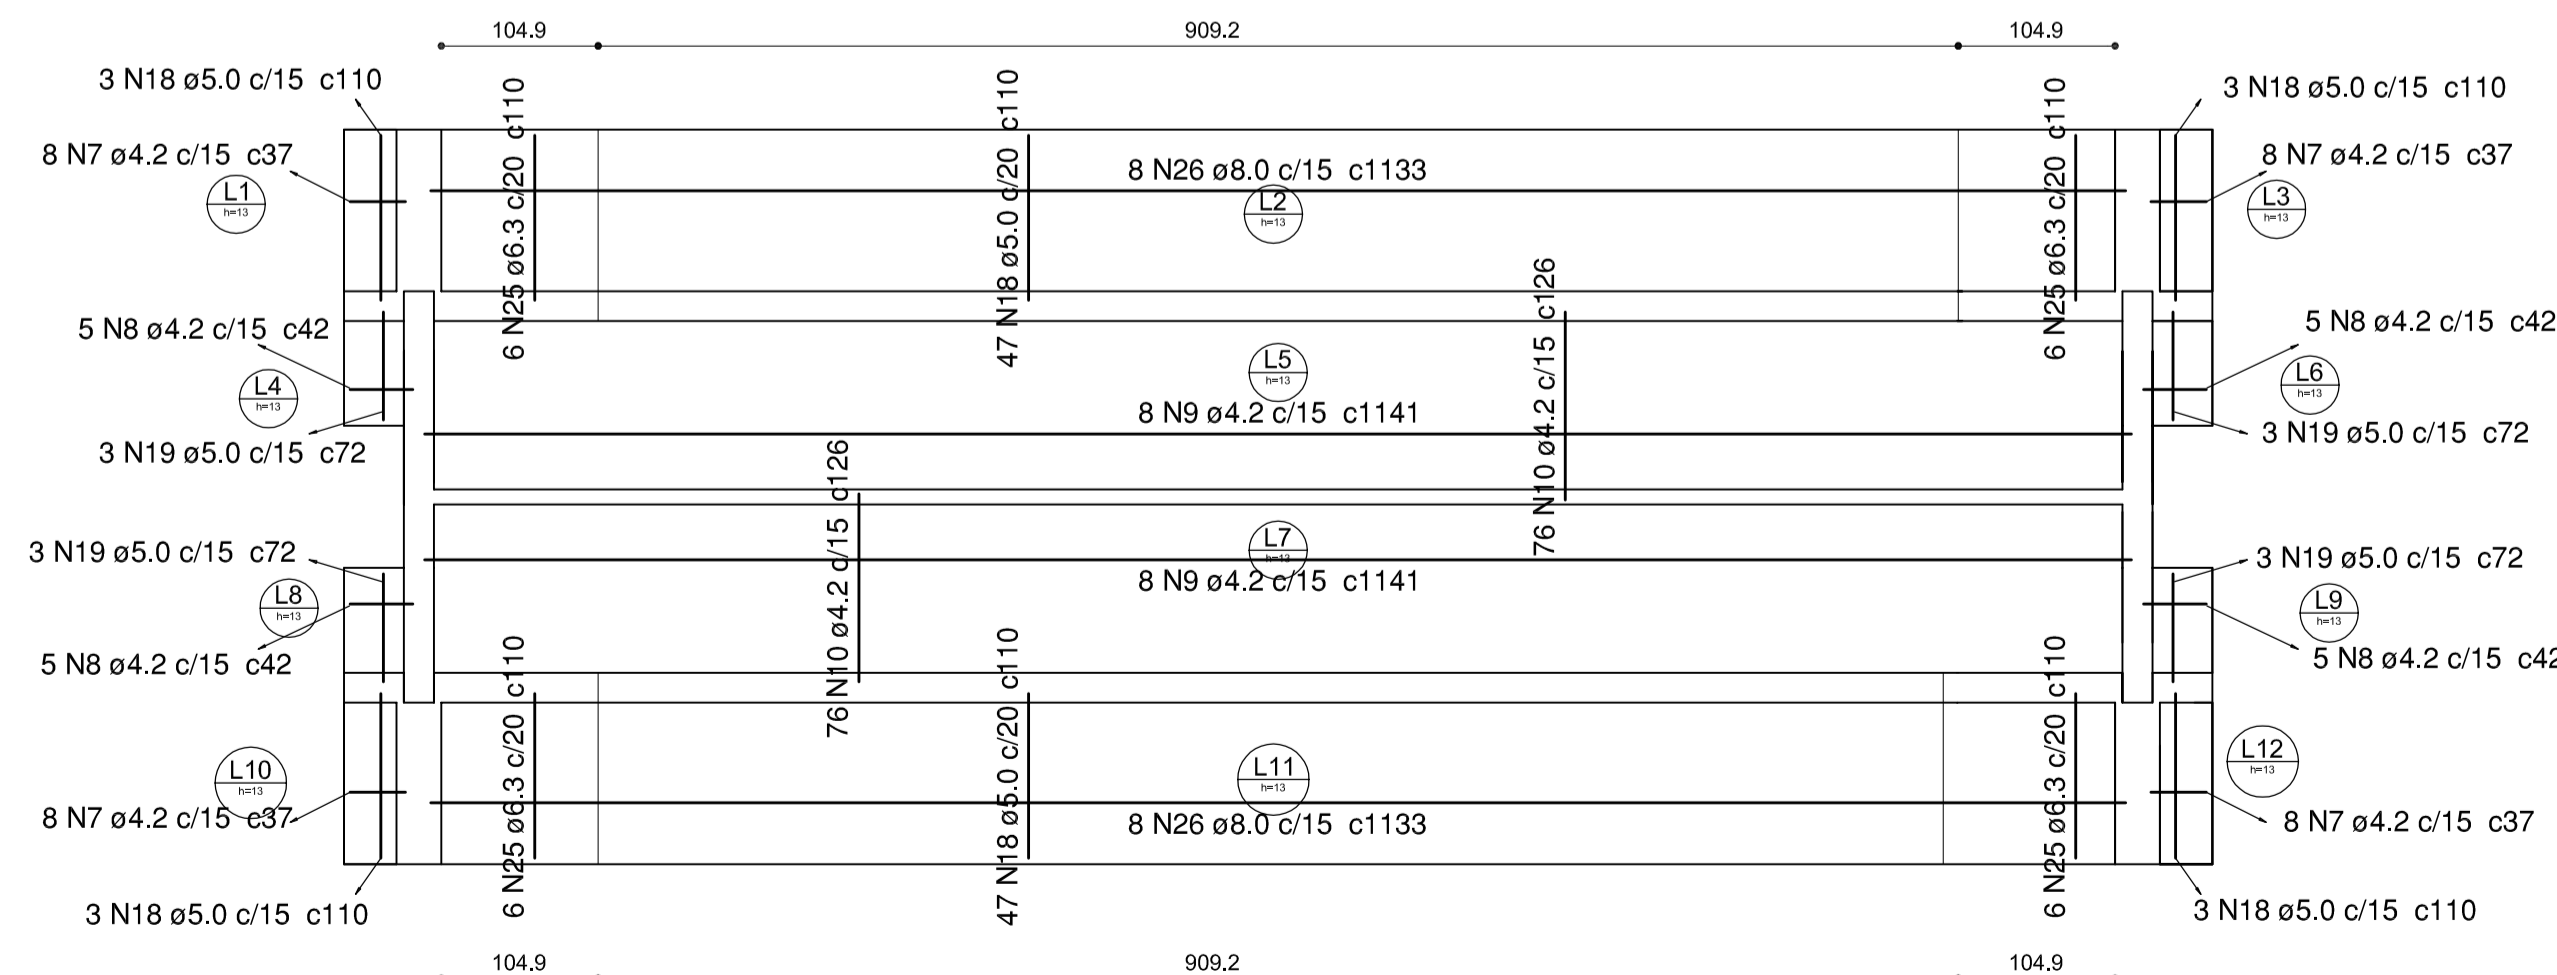 104.9
909.2
104.9
3 N18 ø5.0 c/15 c110
3 N18 ø5.0 c/15 c110
8 N7 ø4.2 c/15 c37
8 N7 ø4.2 c/15 c37
L1
h=13
6 N25 ø6.3 c/20 c110
47 N18 ø5.0 c/20 c110
8 N26 ø8.0 c/15 c1133
L2
h=13
6 N25 ø6.3 c/20 c110
L3
h=13
5 N8 ø4.2 c/15 c42
5 N8 ø4.2 c/15 c42
L4
h=13
L5
h=13
76 N10 ø4.2 c/15 c126
L6
h=13
8 N9 ø4.2 c/15 c1141
3 N19 ø5.0 c/15 c72
3 N19 ø5.0 c/15 c72
76 N10 ø4.2 c/15 c126
3 N19 ø5.0 c/15 c72
L7
h=13
3 N19 ø5.0 c/15 c72
8 N9 ø4.2 c/15 c1141
L8
h=13
L9
h=13
5 N8 ø4.2 c/15 c42
5 N8 ø4.2 c/15 c42
6 N25 ø6.3 c/20 c110
47 N18 ø5.0 c/20 c110
6 N25 ø6.3 c/20 c110
L10
h=13
L11
h=13
L12
h=13
8 N7 ø4.2 c/15 c37
8 N26 ø8.0 c/15 c1133
8 N7 ø4.2 c/15 c37
3 N18 ø5.0 c/15 c110
3 N18 ø5.0 c/15 c110
104.9
909.2
104.9